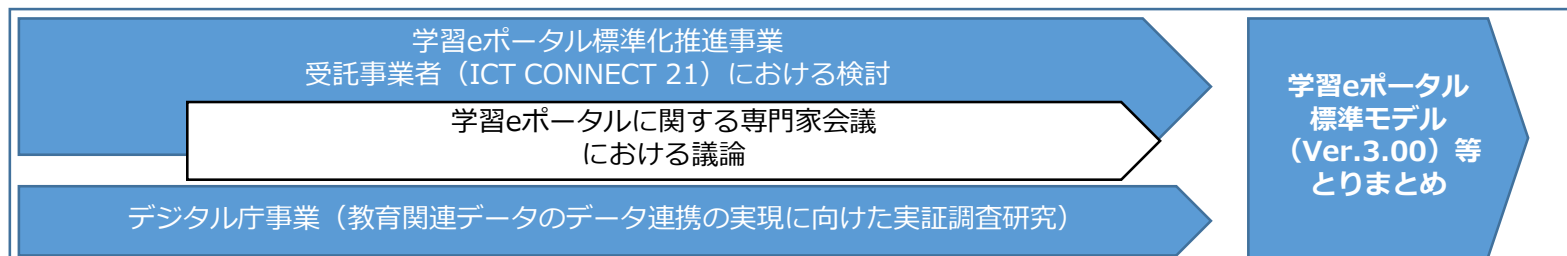 学習eポータル標準化推進事業
受託事業者（ICT CONNECT 21）における検討
学習eポータルに関する専門家会議
における議論
デジタル庁事業（教育関連データのデータ連携の実現に向けた実証調査研究）
学習eポータル
標準モデル
（Ver.3.00）等
とりまとめ